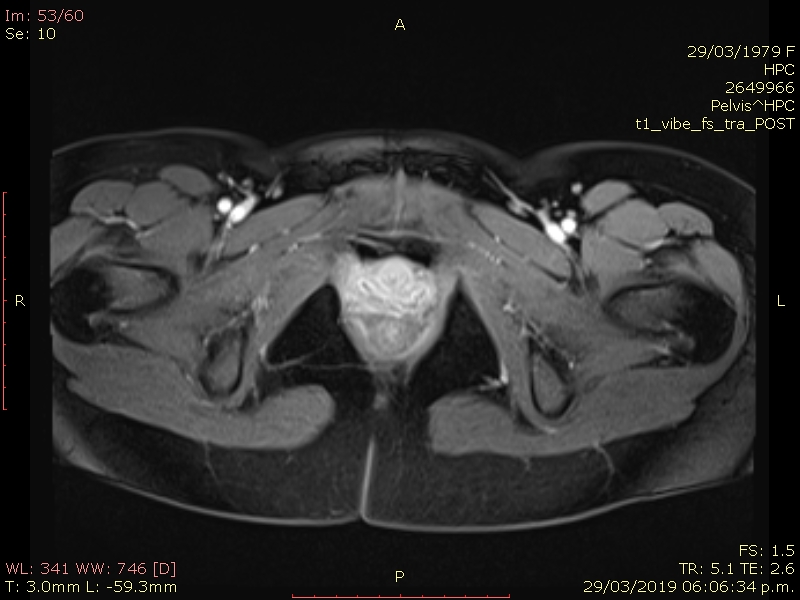 Im: 53/60
Se: 10
A
29/03/1979 F
HPC
2649966
Pelvis^HPC
t1_vibe_fs_tra_POST
R
L
WL: 341 WW: 746 [D]
T: 3.0mm L: -59.3mm
P
FS: 1.5
TR: 5.1 TE: 2.6
29/03/2019 06:06:34 p.m.